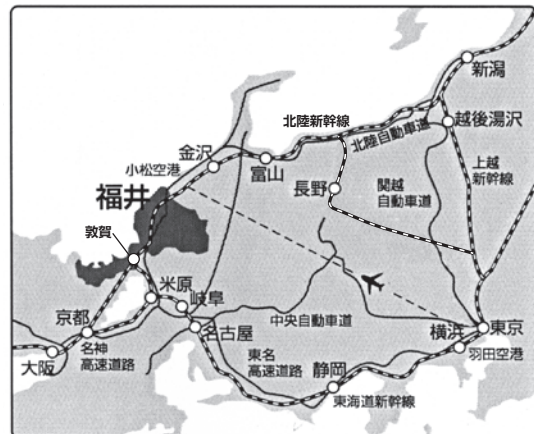 新潟
北陸新幹線
北陸自動車道
越後湯沢
金沢
小松空港
富山
上越
新幹線
長野
関越
自動車道
福井
敦賀
米原
岐阜
京都
名古屋
中央自動車道
横浜
東京
大阪
名神
高速道路
東名
高速道路
静岡
羽田空港
東海道新幹線